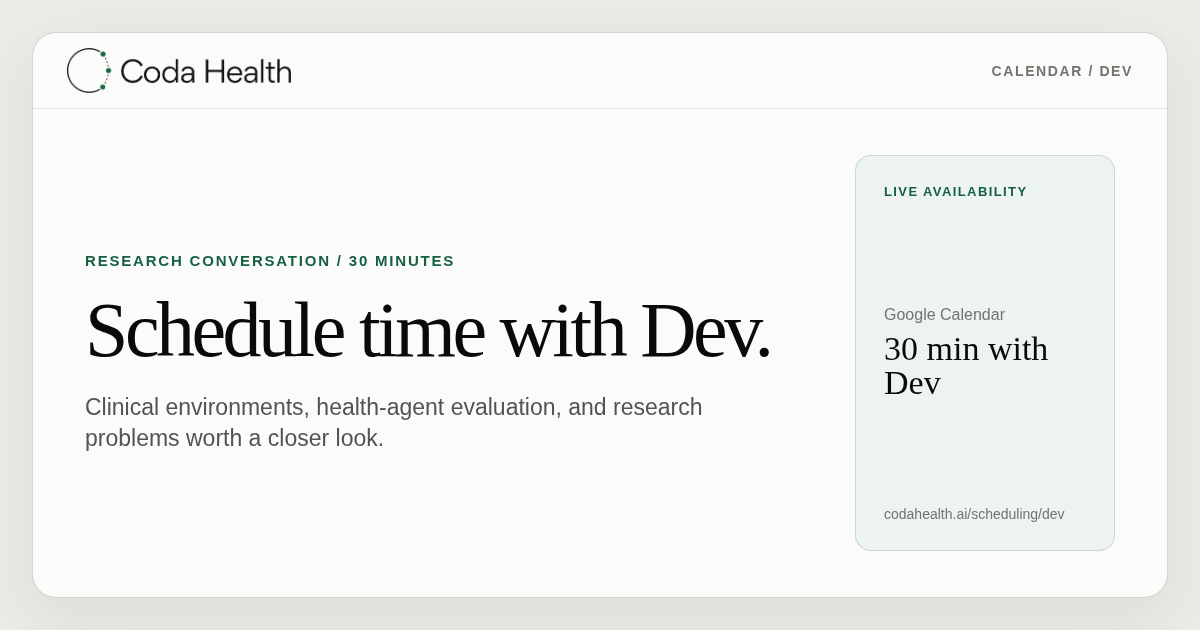 Coda Health
CALENDAR / DEV
RESEARCH CONVERSATION / 30 MINUTES
Schedule time with Dev.
Clinical environments, health-agent evaluation, and research
problems worth a closer look.
LIVE AVAILABILITY
Google Calendar
30 min with
Dev
codahealth.ai/scheduling/dev